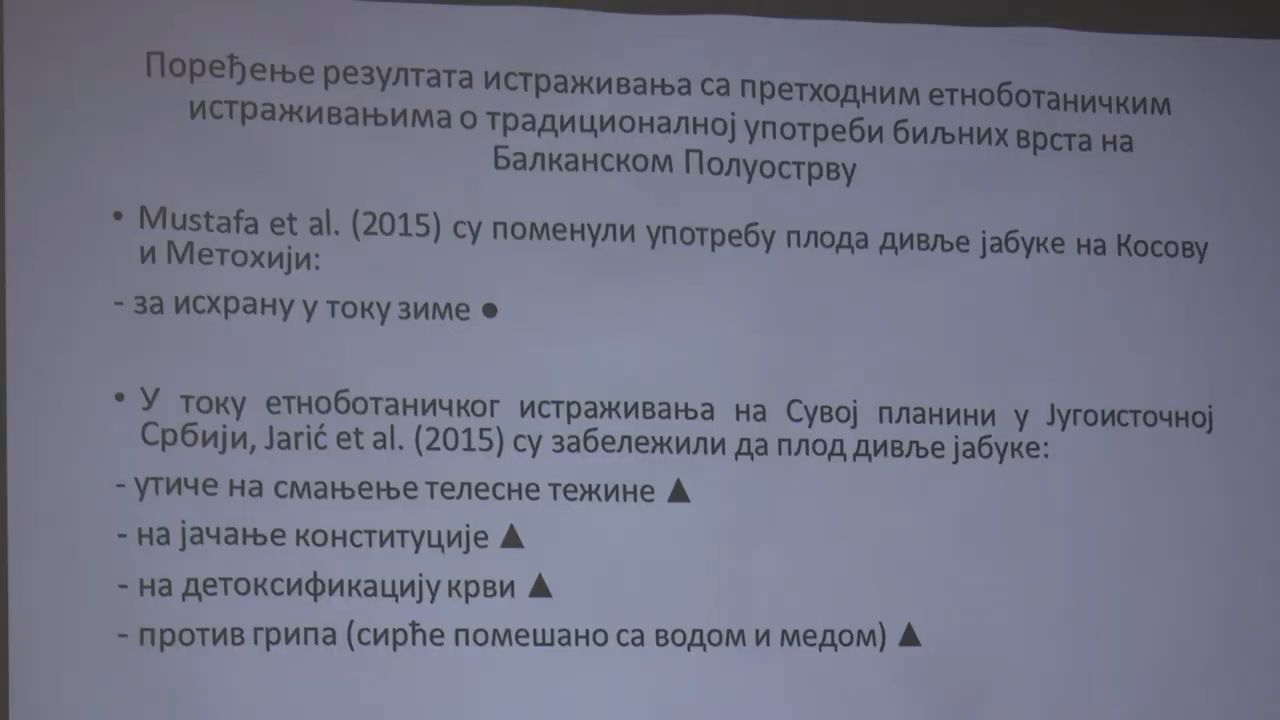 Поређење резултата истраживања са претходним етноботаничким
истраживањима о традиционалној употреби биљних врста на
Балканском Полуострву
• Mustafa et al. (2015) су поменули употребу плода дивље јабуке на Косову
и Метохији:
- за исхрану у току зиме ●
• У току етноботаничког истраживања на Сувој планини у Југоисточној
Србији, Jarić et al. (2015) су забележили да плод дивље јабуке:
- утиче на смањење телесне тежине ▲
- на јачање конституције ▲
- на детоксификацију крви ▲
- против грипа (сирће помешано са водом и медом) ▲